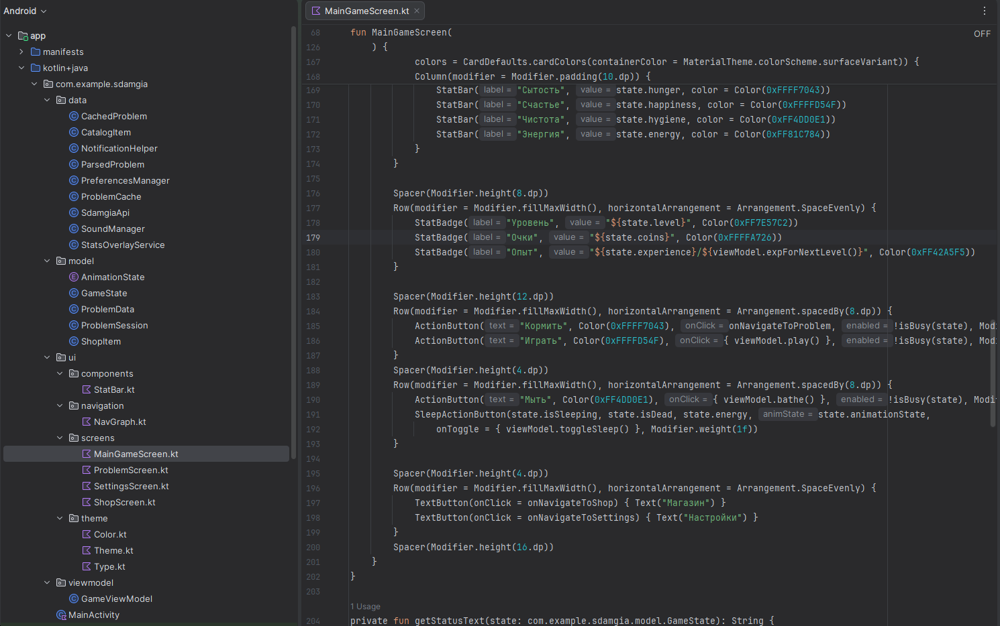 Android
app
manifests
kotlin+java
com.example.sdamgia
data
CachedProblem
CatalogItem
NotificationHelper
ParsedProblem
PreferencesManager
ProblemCache
SdamgiaApi
SoundManager
StatsOverlayService
model
AnimationState
GameState
ProblemData
ProblemSession
ShopItem
ui
components
StatBar.kt
navigation
NavGraph.kt
screens
MainGameScreen.kt
ProblemScreen.kt
SettingsScreen.kt
ShopScreen.kt
theme
Color.kt
Theme.kt
Type.kt
viewmodel
GameViewModel
MainActivity
MainGameScreen.kt
OFF
68 fun MainGameScreen(
126 ) {
167 colors = CardDefaults.cardColors(containerColor = MaterialTheme.colorScheme.surfaceVariant)) {
168 Column(modifier = Modifier.padding(10.dp)) {
169 StatBar( label = "Сытость", value = state.hunger, color = Color(0xFFFF7043))
170 StatBar( label = "Счастье", value = state.happiness, color = Color(0xFFFFD54F))
171 StatBar( label = "Чистота", value = state.hygiene, color = Color(0xFF4DD0E1))
172 StatBar( label = "Энергия", value = state.energy, color = Color(0xFF81C784))
173 }
174 }
175
176 Spacer(Modifier.height(8.dp))
177 Row(modifier = Modifier.fillMaxWidth(), horizontalArrangement = Arrangement.SpaceEvenly) {
178 StatBadge( label = "Уровень", value = "${state.level}", Color(0xFF7E57C2))
179 StatBadge( label = "Очки", value = "${state.coins}", Color(0xFFFFA726))
180 StatBadge( label = "Опыт", value = "${state.experience}/${viewModel.expForNextLevel()}", Color(0xFF42A5F5))
181 }
182
183 Spacer(Modifier.height(12.dp))
184 Row(modifier = Modifier.fillMaxWidth(), horizontalArrangement = Arrangement.spacedBy(8.dp)) {
185 ActionButton( text = "Кормить", Color(0xFFFF7043), onClick = onNavigateToProblem, enabled = !isBusy(state), Modi
186 ActionButton( text = "Играть", Color(0xFFFFD54F), onClick = { viewModel.play() }, enabled = !isBusy(state), Mod
187 }
188 Spacer(Modifier.height(4.dp))
189 Row(modifier = Modifier.fillMaxWidth(), horizontalArrangement = Arrangement.spacedBy(8.dp)) {
190 ActionButton( text = "Мыть", Color(0xFF4DD0E1), onClick = { viewModel.bathe() }, enabled = !isBusy(state), Modi
191 SleepActionButton(state.isSleeping, state.isDead, state.energy, animState = state.animationState,
192 onToggle = { viewModel.toggleSleep() }, Modifier.weight(1f))
193 }
194
195 Spacer(Modifier.height(4.dp))
196 Row(modifier = Modifier.fillMaxWidth(), horizontalArrangement = Arrangement.SpaceEvenly) {
197 TextButton(onClick = onNavigateToShop) { Text("Магазин") }
198 TextButton(onClick = onNavigateToSettings) { Text("Настройки") }
199 }
200 Spacer(Modifier.height(16.dp))
201 }
202 }
203
1 Usage
204 private fun getStatusText(state: com.example.sdamgia.model.GameState): String {